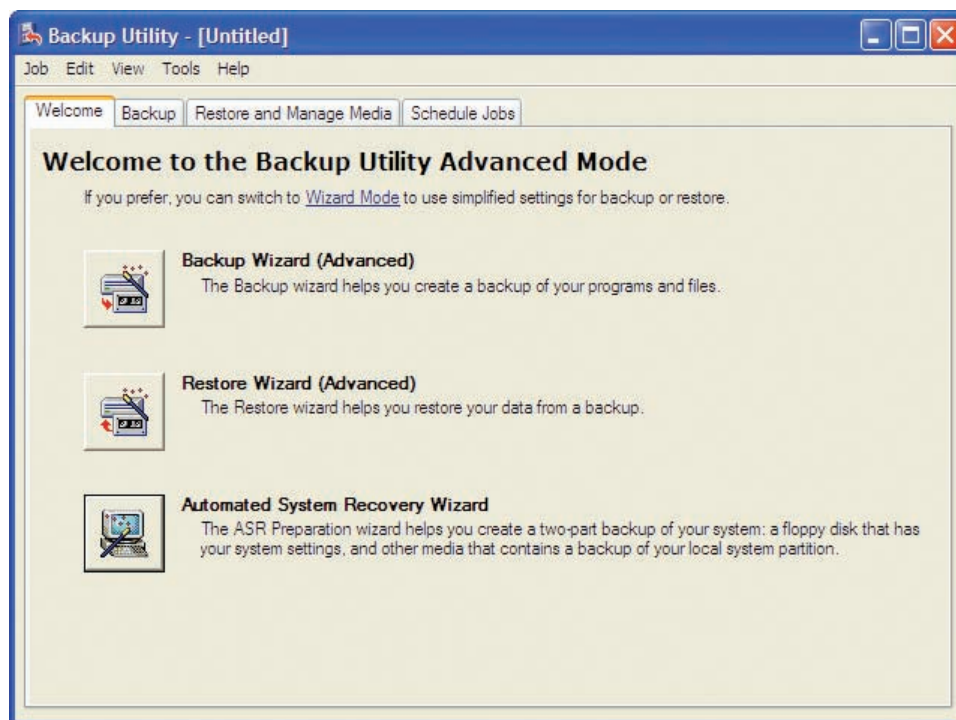 Backup Utility - [Untitled]
Job Edit View Tools Help
Welcome Backup Restore and Manage Media Schedule Jobs
Welcome to the Backup Utility Advanced Mode
If you prefer, you can switch to Wizard Mode to use simplified settings for backup or restore.
Backup Wizard (Advanced)
The Backup wizard helps you create a backup of your programs and files.
Restore Wizard (Advanced)
The Restore wizard helps you restore your data from a backup.
Automated System Recovery Wizard
The ASR Preparation wizard helps you create a two-part backup of your system: a floppy disk that has
your system settings, and other media that contains a backup of your local system partition.